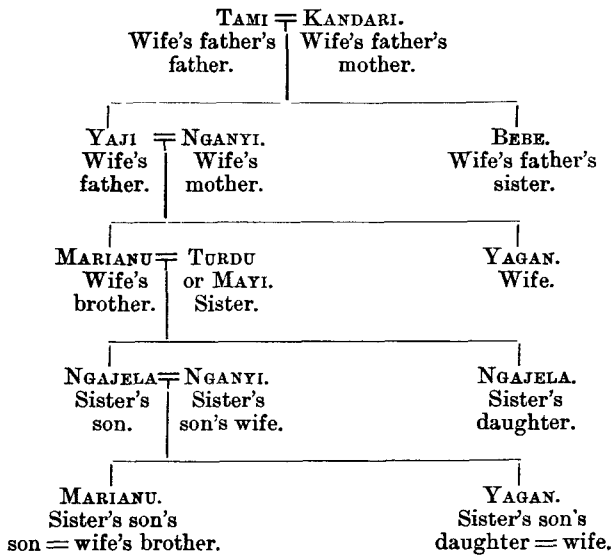 TAMI = KANDARI.
Wife's father's Wife's father's
father. mother.
YAJI = NGANYI. BEBE.
Wife's Wife's Wife father's
father. mother. sister.
MARIANU = TURDU YAGAN.
Wife's or MAYI. Wife.
brother. Sister.
NGAJELA = NGANYI. NGAJELA.
Sister's Sister's Sister's
son. son's wife. daughter.
MARIANU. YAGAN.
Sister's son's Sister's son's
son = wife's brother. daughter = wife.